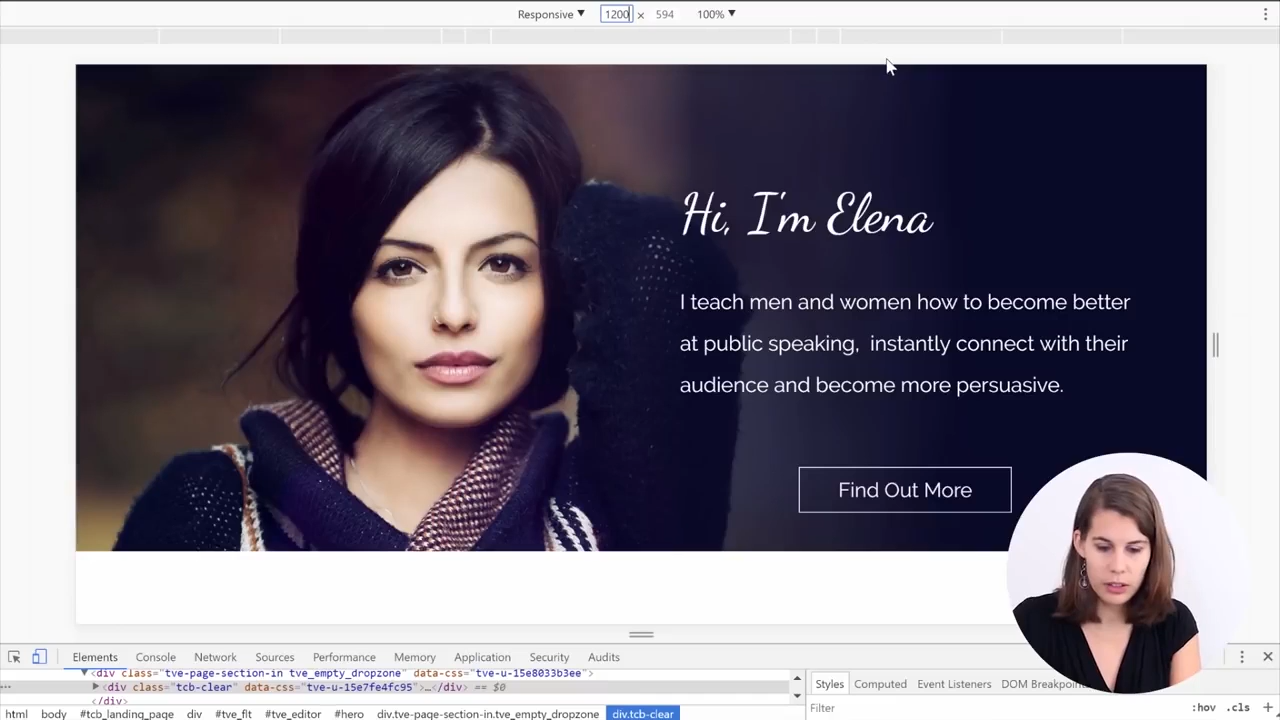 Responsive ▼ 1200 × 594 100% ▼
Hi, I'm Elena
I teach men and women how to become better
at public speaking,  instantly connect with their
audience and become more persuasive.
Find Out More
Elements Console Network Sources Performance Memory Application Security Audits
▼<div class="tve-page-section-in tve_empty_dropzone" data-css="tve-u-15e8033b3ee">
... ▶<div class="tcb-clear" data-css="tve-u-15e7fe4fc95">…</div> == $0
</div>
html body #tcb_landing_page div #tve_flt #tve_editor #hero div.tve-page-section-in.tve_empty_dropzone div.tcb-clear
Styles Computed Event Listeners
Filter :hov .cls +